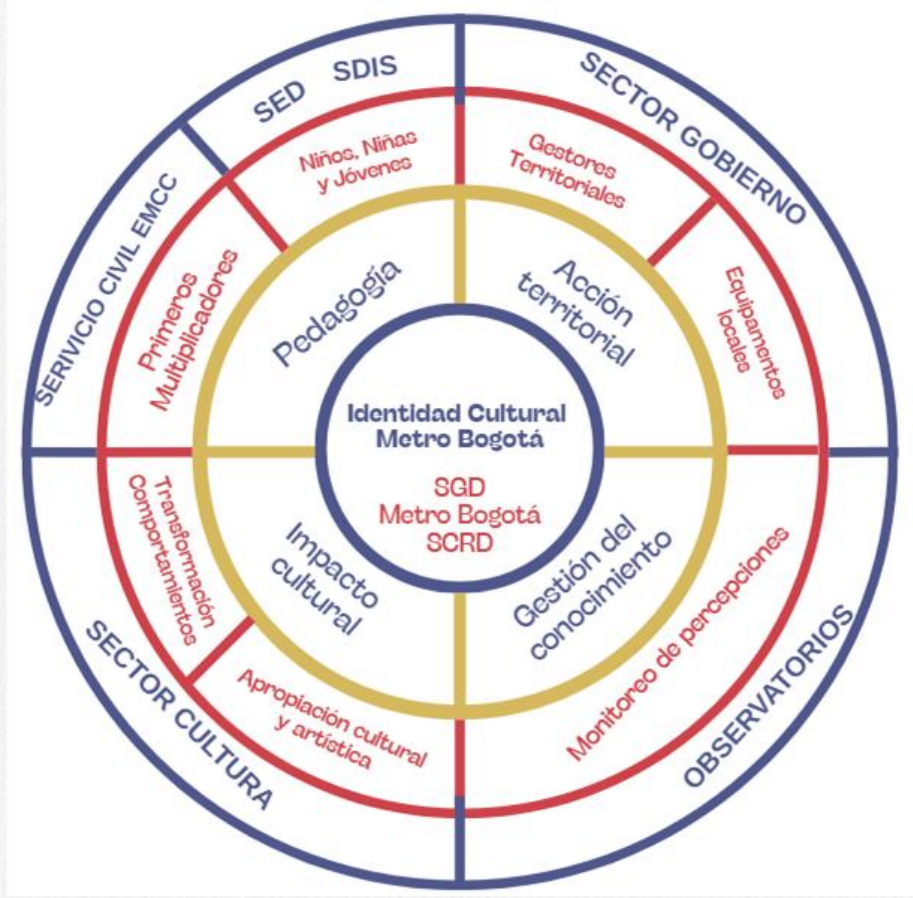 SED SDIS
SECTOR GOBIERNO
SERIVICIO CIVIL EMCC
Niños, Niñas
y Jóvenes
Gestores
Territoriales
Primeros
Multiplicadores
Equipamentos
locales
Pedagogía
Acción
territorial
Identidad Cultural
Metro Bogotá
SGD
Metro Bogotá
SCRD
Impacto
cultural
Gestión del
conocimiento
Transformación
Comportamientos
Apropiación cultural
y artística
Monitoreo de percepciones
SECTOR CULTURA
OBSERVATORIOS